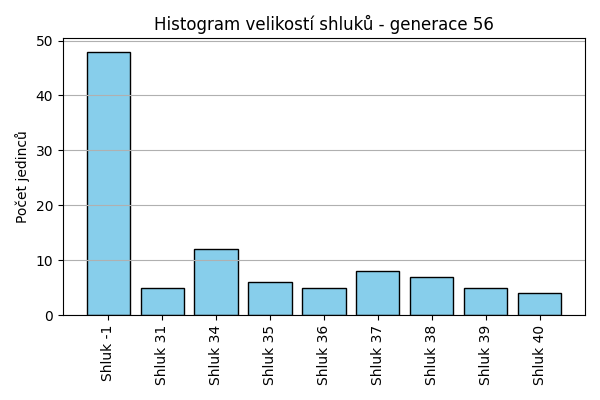 Histogram velikostí shluků - generace 56
Počet jedinců
50
40
30
20
10
0
Shluk -1
Shluk 31
Shluk 34
Shluk 35
Shluk 36
Shluk 37
Shluk 38
Shluk 39
Shluk 40